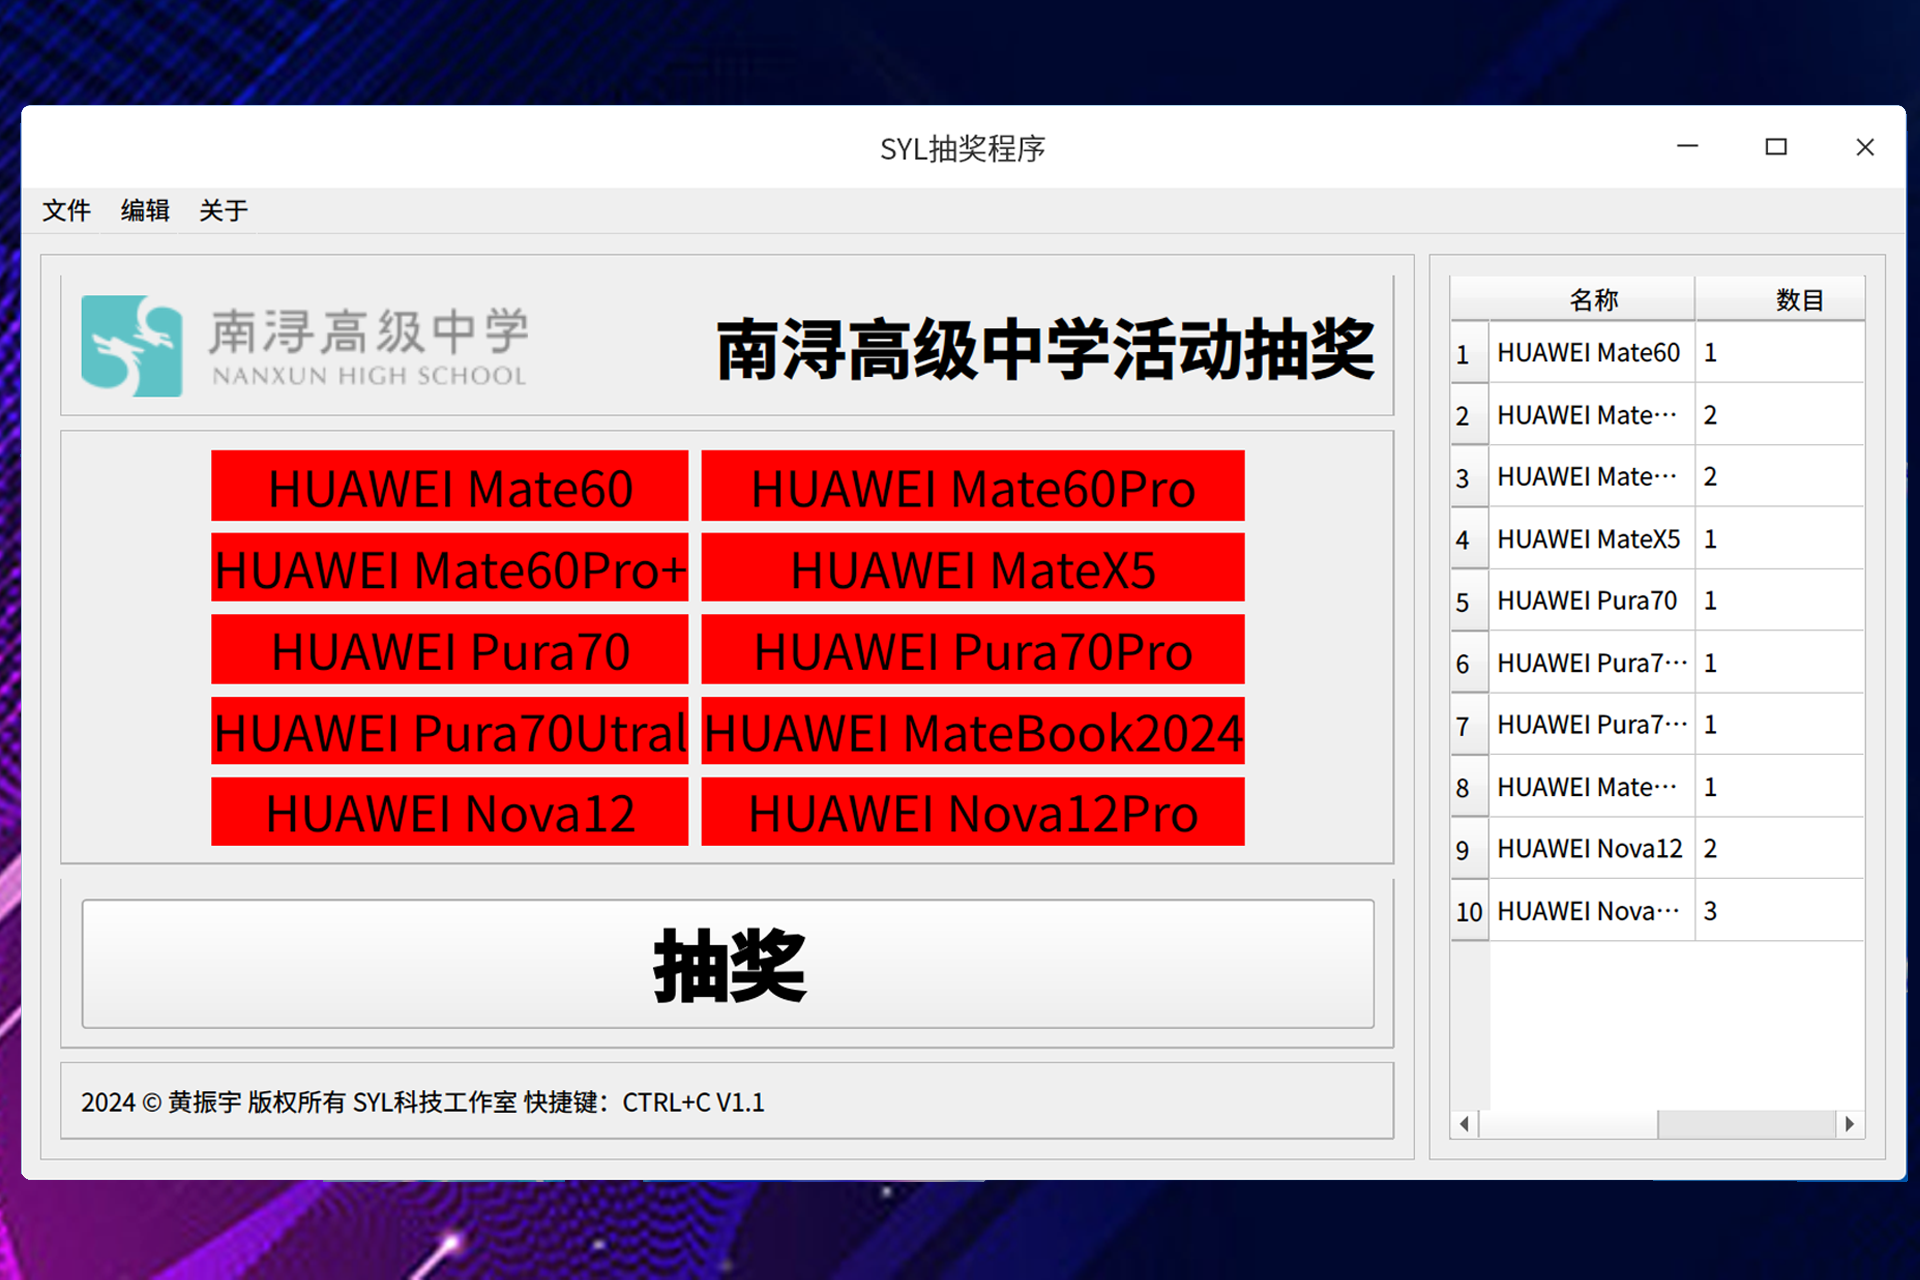 SYL抽奖程序
文件 编辑 关于
南浔高级中学
NANXUN HIGH SCHOOL
南浔高级中学活动抽奖
HUAWEI Mate60 HUAWEI Mate60Pro
HUAWEI Mate60Pro+ HUAWEI MateX5
HUAWEI Pura70 HUAWEI Pura70Pro
HUAWEI Pura70Utral HUAWEI MateBook2024
HUAWEI Nova12 HUAWEI Nova12Pro
抽奖
2024 © 黄振宇 版权所有 SYL科技工作室 快捷键：CTRL+C V1.1
名称 数目
1 HUAWEI Mate60 1
2 HUAWEI Mate… 2
3 HUAWEI Mate… 2
4 HUAWEI MateX5 1
5 HUAWEI Pura70 1
6 HUAWEI Pura7… 1
7 HUAWEI Pura7… 1
8 HUAWEI Mate… 1
9 HUAWEI Nova12 2
10 HUAWEI Nova… 3